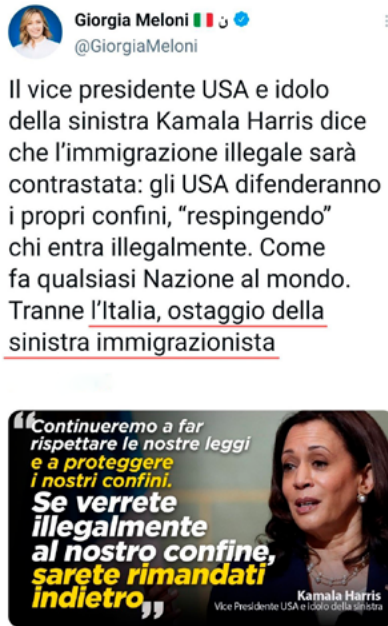 Giorgia Meloni 🇮🇹 ن
@GiorgiaMeloni
Il vice presidente USA e idolo
della sinistra Kamala Harris dice
che l’immigrazione illegale sarà
contrastata: gli USA difenderanno
i propri confini, “respingendo”
chi entra illegalmente. Come
fa qualsiasi Nazione al mondo.
Tranne l’Italia, ostaggio della
sinistra immigrazionista
“Continueremo a far
rispettare le nostre leggi
e a proteggere
i nostri confini.
Se verrete
illegalmente
al nostro confine,
sarete rimandati
indietro„
Kamala Harris
Vice Presidente USA e idolo della sinistra